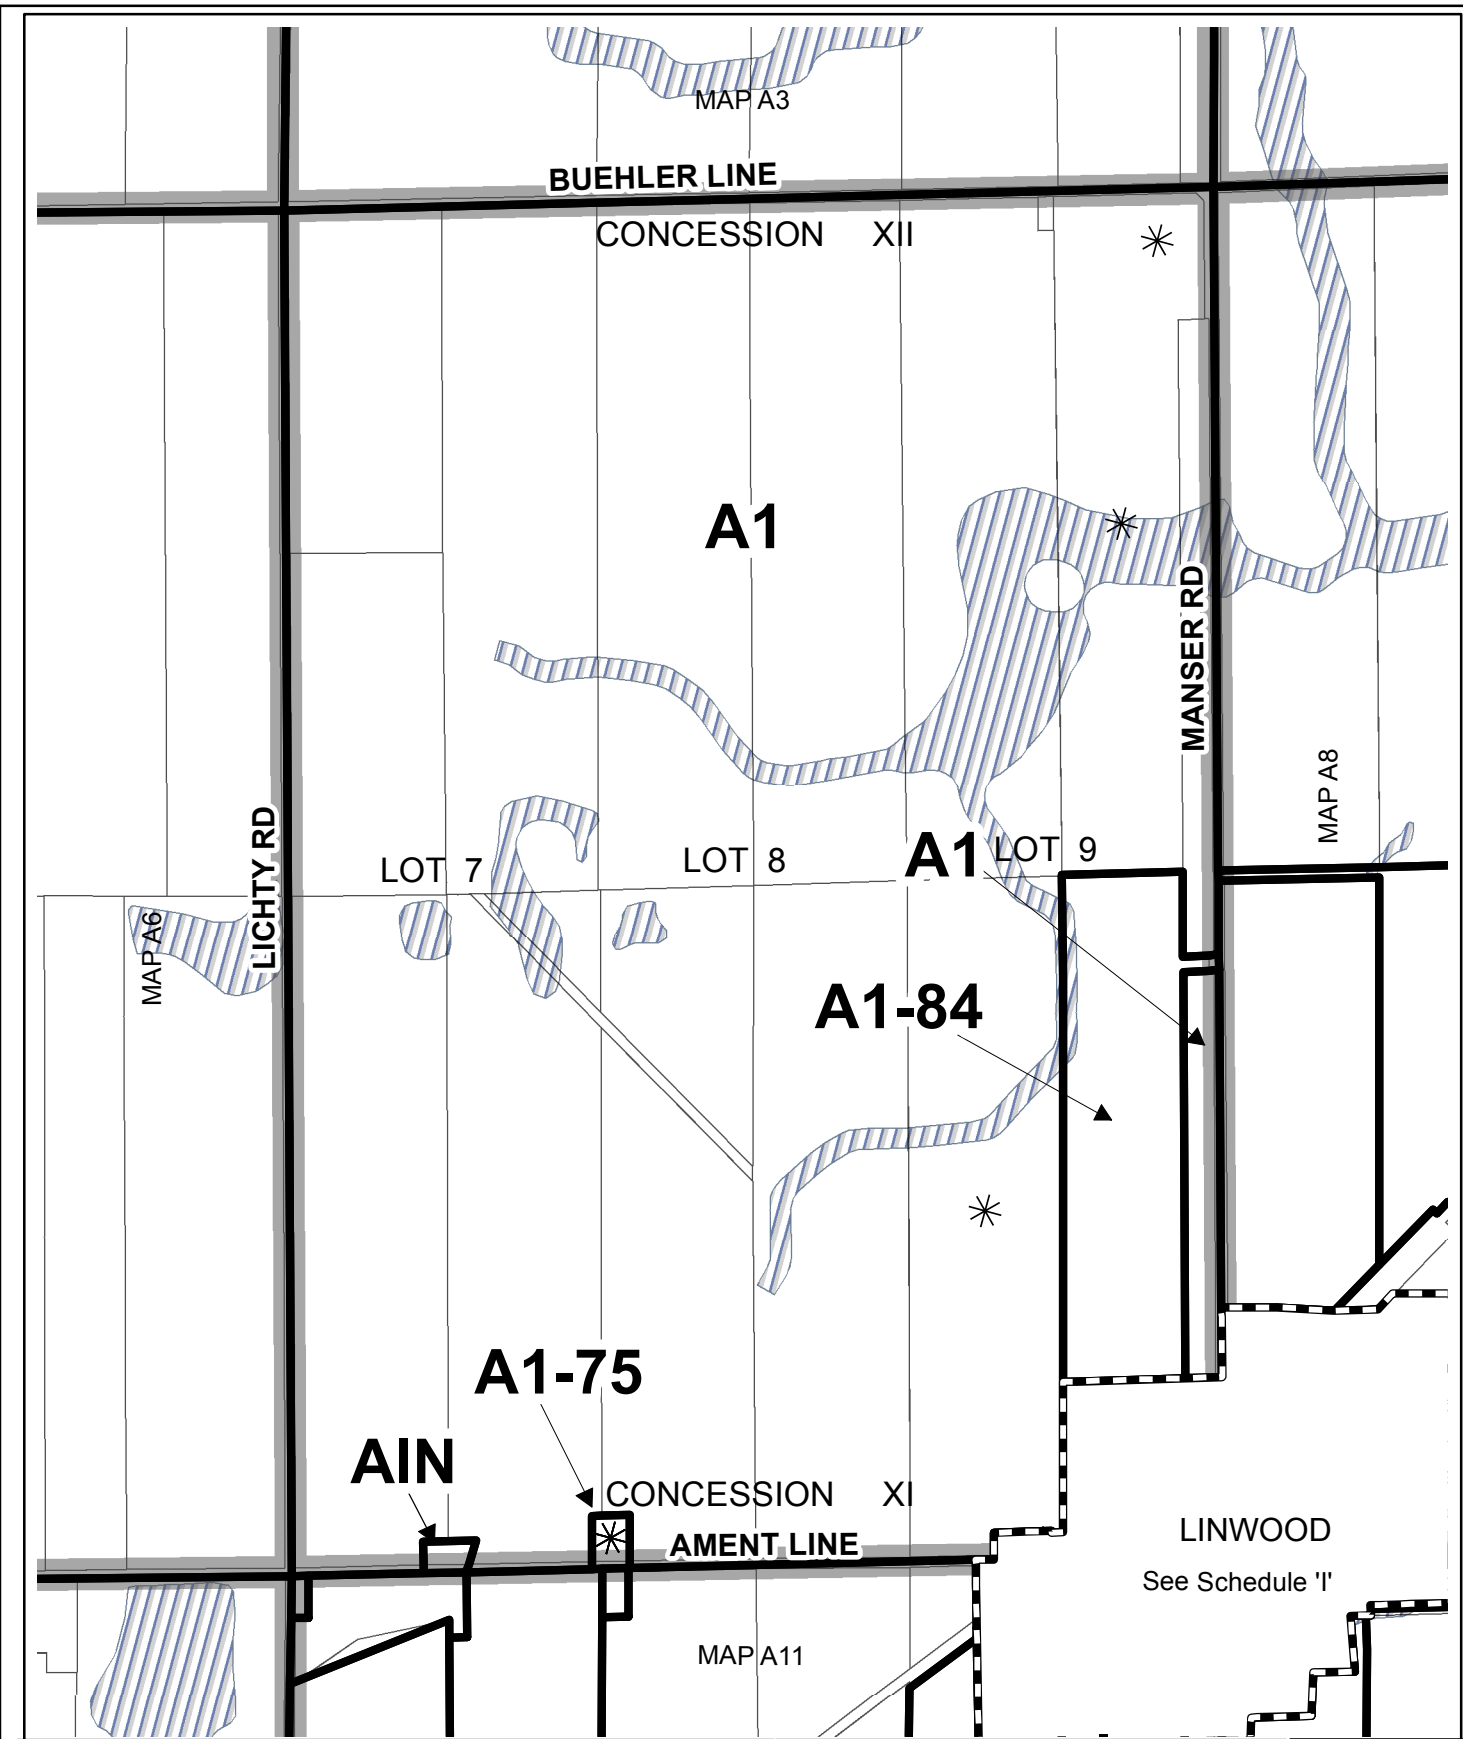 MAP A3
BUEHLER LINE
CONCESSION XII
A1
MANSER RD
MAP A8
LICHTY RD
LOT 7
LOT 8
A1
LOT 9
MAP A6
A1-84
A1-75
AIN
CONCESSION XI
AMENT LINE
LINWOOD
See Schedule 'I'
MAP A11